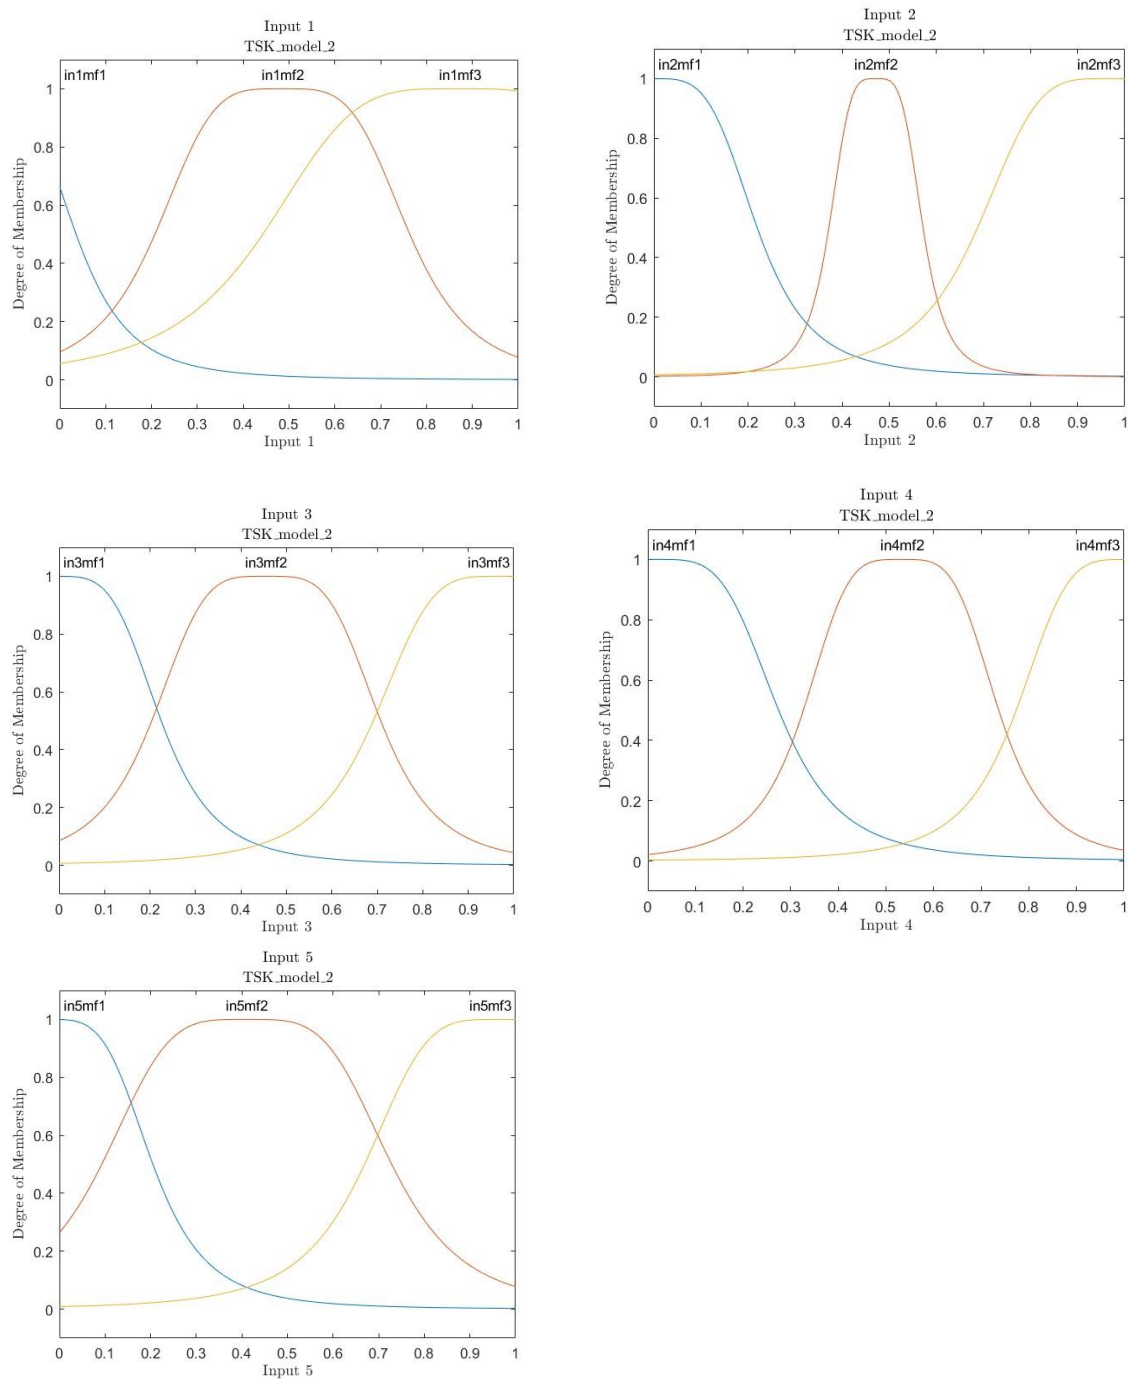 Input 1
TSK_model_2
in1mf1 in1mf2 in1mf3
1
0.8
0.6
0.4
0.2
0
Degree of Membership
0 0.1 0.2 0.3 0.4 0.5 0.6 0.7 0.8 0.9 1
Input 1
Input 2
TSK_model_2
in2mf1 in2mf2 in2mf3
1
0.8
0.6
0.4
0.2
0
Degree of Membership
0 0.1 0.2 0.3 0.4 0.5 0.6 0.7 0.8 0.9 1
Input 2
Input 3
TSK_model_2
in3mf1 in3mf2 in3mf3
1
0.8
0.6
0.4
0.2
0
Degree of Membership
0 0.1 0.2 0.3 0.4 0.5 0.6 0.7 0.8 0.9 1
Input 3
Input 4
TSK_model_2
in4mf1 in4mf2 in4mf3
1
0.8
0.6
0.4
0.2
0
Degree of Membership
0 0.1 0.2 0.3 0.4 0.5 0.6 0.7 0.8 0.9 1
Input 4
Input 5
TSK_model_2
in5mf1 in5mf2 in5mf3
1
0.8
0.6
0.4
0.2
0
Degree of Membership
0 0.1 0.2 0.3 0.4 0.5 0.6 0.7 0.8 0.9 1
Input 5